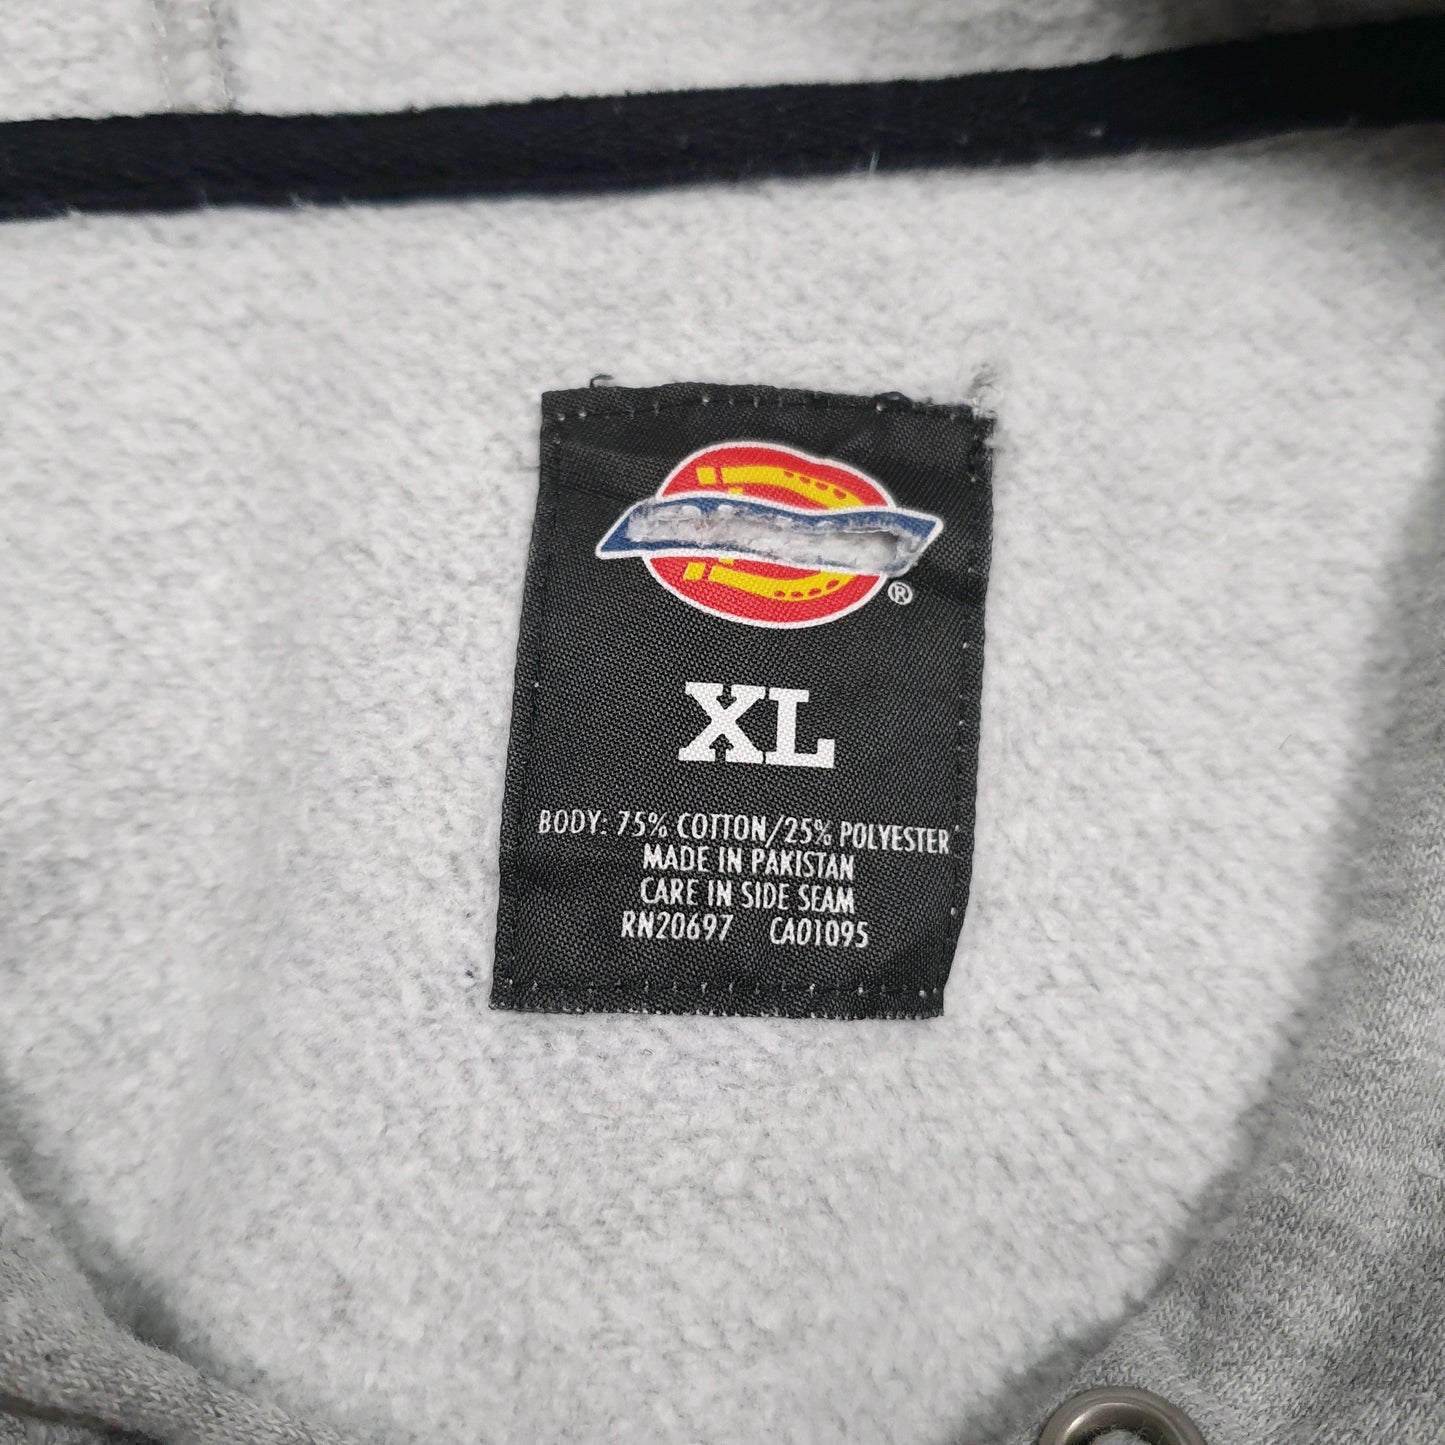 ®
XL
BODY: 75% COTTON/25% POLYESTER
MADE IN PAKISTAN
CARE IN SIDE SEAM
RN20697 CA01095